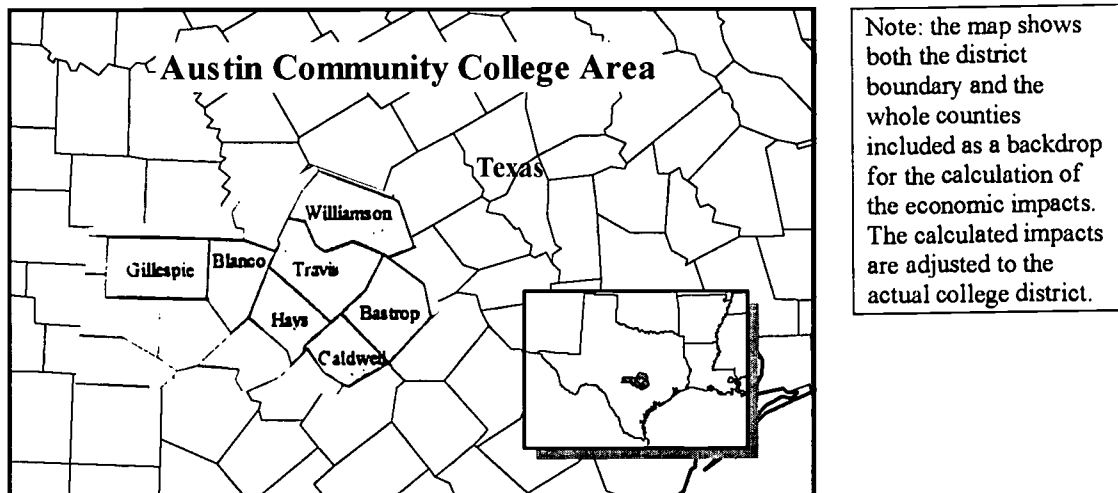 Austin Community College Area
Texas
Williamson
Gillespie
Blanco
Travis
Hays
Bastrop
Caldwell
Note: the map shows
both the district
boundary and the
whole counties
included as a backdrop
for the calculation of
the economic impacts.
The calculated impacts
are adjusted to the
actual college district.